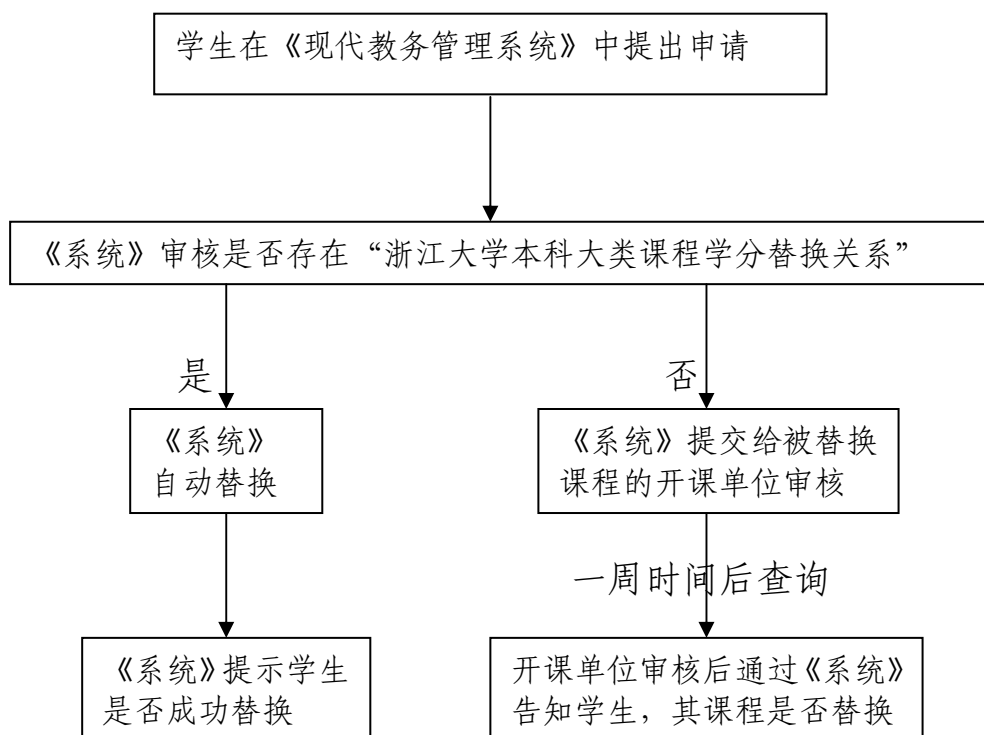 学生在《现代教务管理系统》中提出申请
《系统》审核是否存在“浙江大学本科大类课程学分替换关系”
是
否
《系统》
自动替换
《系统》提交给被替换
课程的开课单位审核
一周时间后查询
《系统》提示学生
是否成功替换
开课单位审核后通过《系统》
告知学生，其课程是否替换